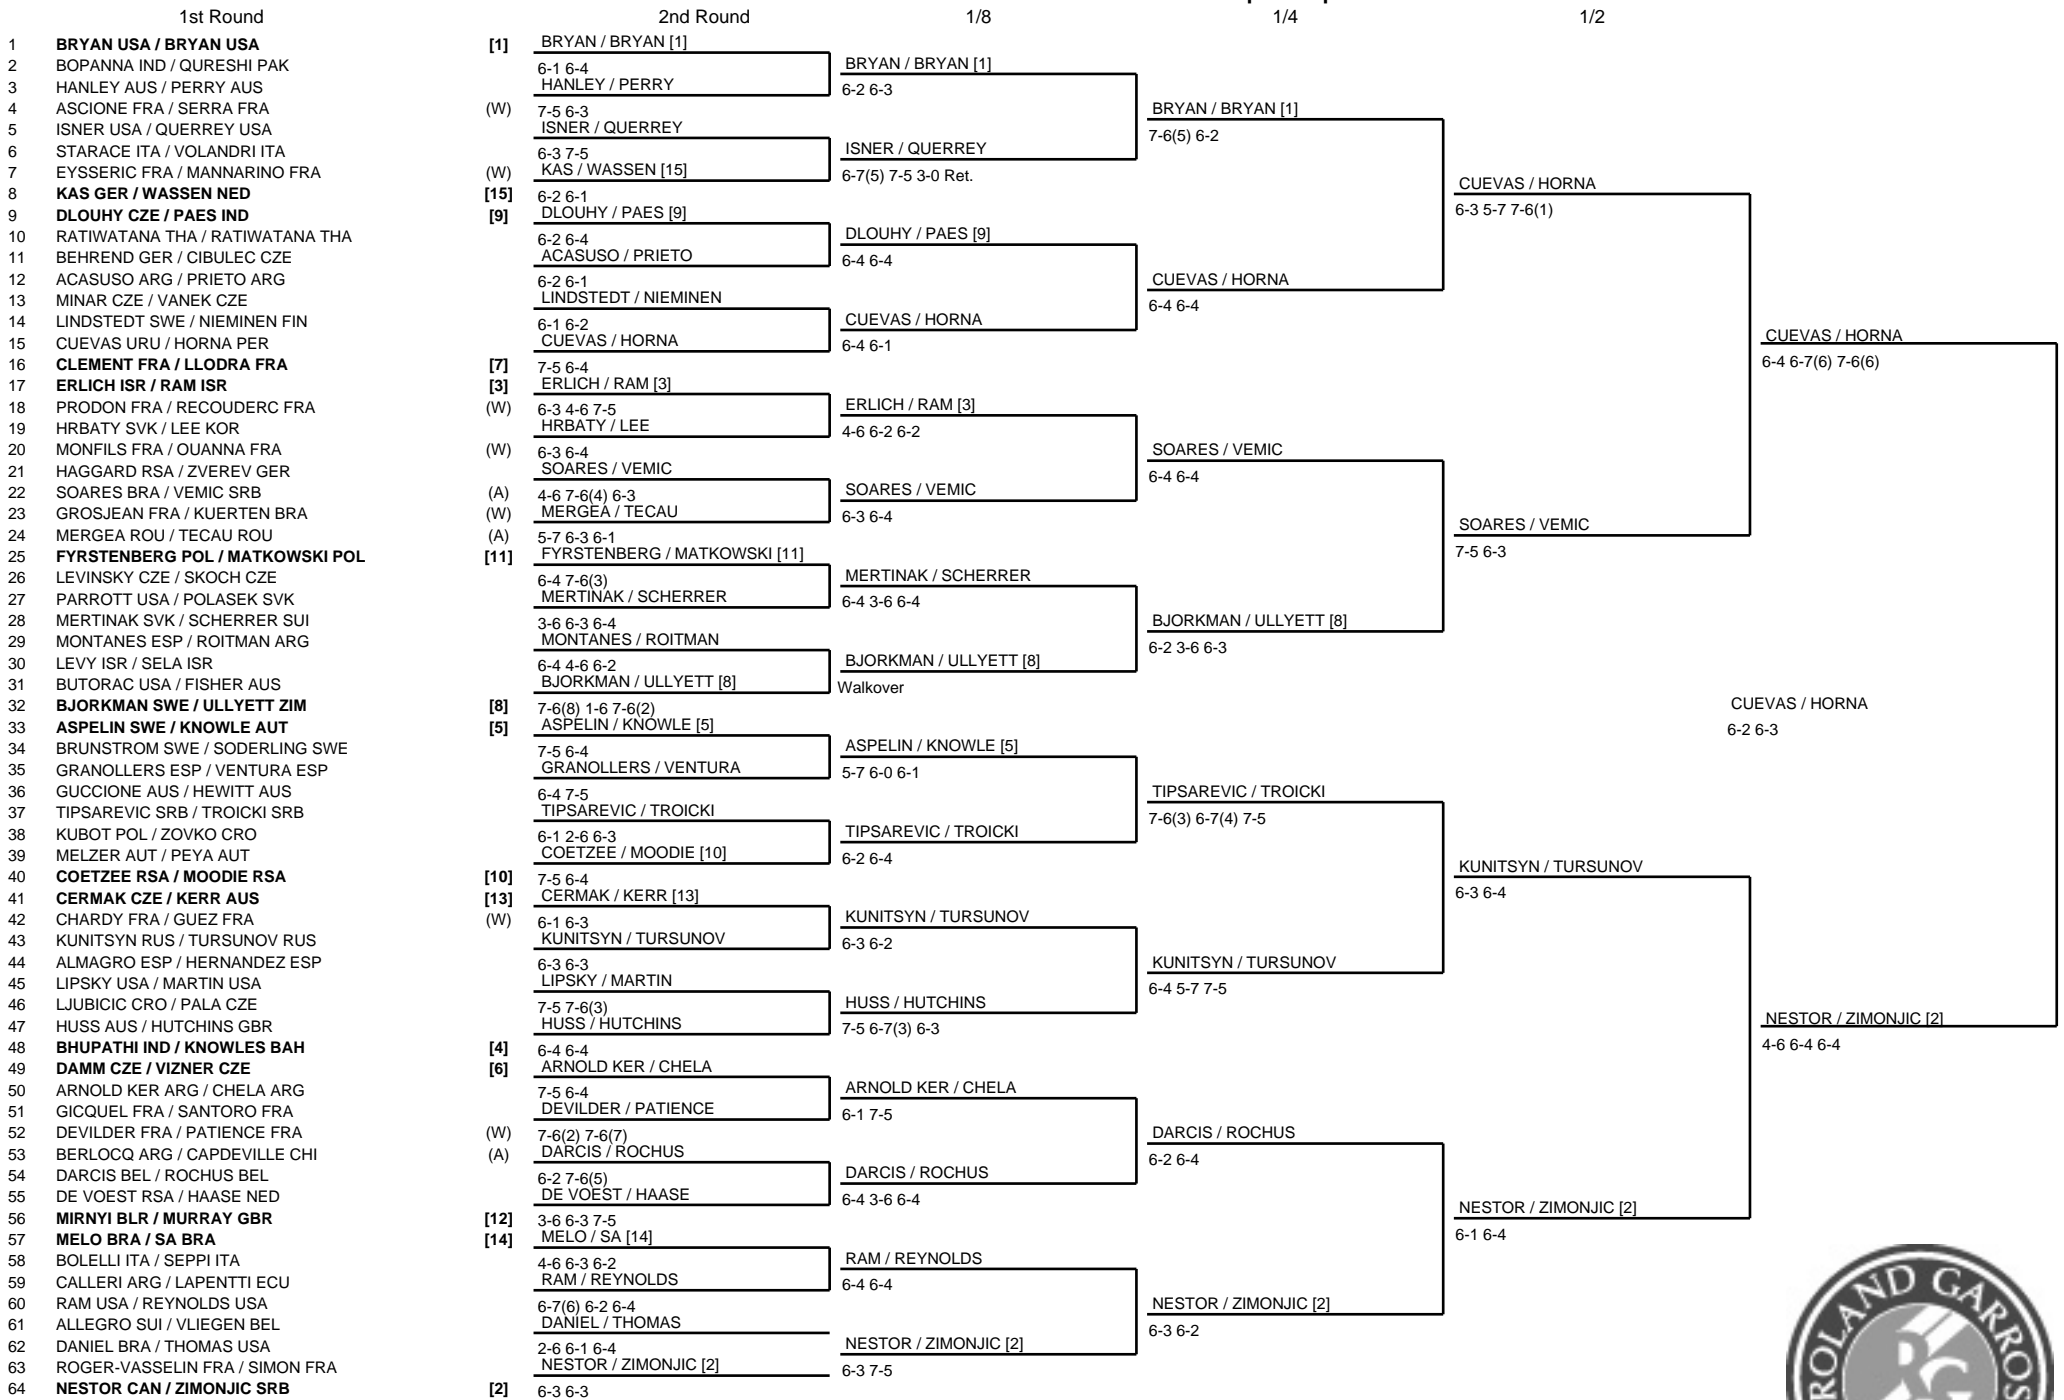 1st Round
2nd Round
1/8
1/4
1/2
1 BRYAN USA / BRYAN USA [1]
2 BOPANNA IND / QURESHI PAK
3 HANLEY AUS / PERRY AUS
4 ASCIONE FRA / SERRA FRA (W)
5 ISNER USA / QUERREY USA
6 STARACE ITA / VOLANDRI ITA
7 EYSSERIC FRA / MANNARINO FRA (W)
8 KAS GER / WASSEN NED [15]
9 DLOUHY CZE / PAES IND [9]
10 RATIWATANA THA / RATIWATANA THA
11 BEHREND GER / CIBULEC CZE
12 ACASUSO ARG / PRIETO ARG
13 MINAR CZE / VANEK CZE
14 LINDSTEDT SWE / NIEMINEN FIN
15 CUEVAS URU / HORNA PER
16 CLEMENT FRA / LLODRA FRA [7]
17 ERLICH ISR / RAM ISR [3]
18 PRODON FRA / RECOUDERC FRA (W)
19 HRBATY SVK / LEE KOR
20 MONFILS FRA / OUANNA FRA (W)
21 HAGGARD RSA / ZVEREV GER
22 SOARES BRA / VEMIC SRB (A)
23 GROSJEAN FRA / KUERTEN BRA (W)
24 MERGEA ROU / TECAU ROU (A)
25 FYRSTENBERG POL / MATKOWSKI POL [11]
26 LEVINSKY CZE / SKOCH CZE
27 PARROTT USA / POLASEK SVK
28 MERTINAK SVK / SCHERRER SUI
29 MONTANES ESP / ROITMAN ARG
30 LEVY ISR / SELA ISR
31 BUTORAC USA / FISHER AUS
32 BJORKMAN SWE / ULLYETT ZIM [8]
33 ASPELIN SWE / KNOWLE AUT [5]
34 BRUNSTROM SWE / SODERLING SWE
35 GRANOLLERS ESP / VENTURA ESP
36 GUCCIONE AUS / HEWITT AUS
37 TIPSAREVIC SRB / TROICKI SRB
38 KUBOT POL / ZOVKO CRO
39 MELZER AUT / PEYA AUT
40 COETZEE RSA / MOODIE RSA [10]
41 CERMAK CZE / KERR AUS [13]
42 CHARDY FRA / GUEZ FRA (W)
43 KUNITSYN RUS / TURSUNOV RUS
44 ALMAGRO ESP / HERNANDEZ ESP
45 LIPSKY USA / MARTIN USA
46 LJUBICIC CRO / PALA CZE
47 HUSS AUS / HUTCHINS GBR
48 BHUPATHI IND / KNOWLES BAH [4]
49 DAMM CZE / VIZNER CZE [6]
50 ARNOLD KER ARG / CHELA ARG
51 GICQUEL FRA / SANTORO FRA
52 DEVILDER FRA / PATIENCE FRA (W)
53 BERLOCQ ARG / CAPDEVILLE CHI (A)
54 DARCIS BEL / ROCHUS BEL
55 DE VOEST RSA / HAASE NED
56 MIRNYI BLR / MURRAY GBR [12]
57 MELO BRA / SA BRA [14]
58 BOLELLI ITA / SEPPI ITA
59 CALLERI ARG / LAPENTTI ECU
60 RAM USA / REYNOLDS USA
61 ALLEGRO SUI / VLIEGEN BEL
62 DANIEL BRA / THOMAS USA
63 ROGER-VASSELIN FRA / SIMON FRA
64 NESTOR CAN / ZIMONJIC SRB [2]
BRYAN / BRYAN [1]
6-1 6-4
HANLEY / PERRY
7-5 6-3
ISNER / QUERREY
6-3 7-5
KAS / WASSEN [15]
6-2 6-1
DLOUHY / PAES [9]
6-2 6-4
ACASUSO / PRIETO
6-2 6-1
LINDSTEDT / NIEMINEN
6-1 6-2
CUEVAS / HORNA
7-5 6-4
ERLICH / RAM [3]
6-3 4-6 7-5
HRBATY / LEE
6-3 6-4
SOARES / VEMIC
4-6 7-6(4) 6-3
MERGEA / TECAU
5-7 6-3 6-1
FYRSTENBERG / MATKOWSKI [11]
6-4 7-6(3)
MERTINAK / SCHERRER
3-6 6-3 6-4
MONTANES / ROITMAN
6-4 4-6 6-2
BJORKMAN / ULLYETT [8]
7-6(8) 1-6 7-6(2)
ASPELIN / KNOWLE [5]
7-5 6-4
GRANOLLERS / VENTURA
6-4 7-5
TIPSAREVIC / TROICKI
6-1 2-6 6-3
COETZEE / MOODIE [10]
7-5 6-4
CERMAK / KERR [13]
6-1 6-3
KUNITSYN / TURSUNOV
6-3 6-3
LIPSKY / MARTIN
7-5 7-6(3)
HUSS / HUTCHINS
6-4 6-4
ARNOLD KER / CHELA
7-5 6-4
DEVILDER / PATIENCE
7-6(2) 7-6(7)
DARCIS / ROCHUS
6-2 7-6(5)
DE VOEST / HAASE
3-6 6-3 7-5
MELO / SA [14]
4-6 6-3 6-2
RAM / REYNOLDS
6-7(6) 6-2 6-4
DANIEL / THOMAS
2-6 6-1 6-4
NESTOR / ZIMONJIC [2]
6-3 6-3
BRYAN / BRYAN [1]
6-2 6-3
ISNER / QUERREY
6-7(5) 7-5 3-0 Ret.
DLOUHY / PAES [9]
6-4 6-4
CUEVAS / HORNA
6-4 6-1
ERLICH / RAM [3]
4-6 6-2 6-2
SOARES / VEMIC
6-3 6-4
MERTINAK / SCHERRER
6-4 3-6 6-4
BJORKMAN / ULLYETT [8]
Walkover
ASPELIN / KNOWLE [5]
5-7 6-0 6-1
TIPSAREVIC / TROICKI
6-2 6-4
KUNITSYN / TURSUNOV
6-3 6-2
HUSS / HUTCHINS
7-5 6-7(3) 6-3
ARNOLD KER / CHELA
6-1 7-5
DARCIS / ROCHUS
6-4 3-6 6-4
RAM / REYNOLDS
6-4 6-4
NESTOR / ZIMONJIC [2]
6-3 7-5
BRYAN / BRYAN [1]
7-6(5) 6-2
CUEVAS / HORNA
6-4 6-4
SOARES / VEMIC
6-4 6-4
BJORKMAN / ULLYETT [8]
6-2 3-6 6-3
TIPSAREVIC / TROICKI
7-6(3) 6-7(4) 7-5
KUNITSYN / TURSUNOV
6-4 5-7 7-5
DARCIS / ROCHUS
6-2 6-4
NESTOR / ZIMONJIC [2]
6-3 6-2
CUEVAS / HORNA
6-3 5-7 7-6(1)
SOARES / VEMIC
7-5 6-3
KUNITSYN / TURSUNOV
6-3 6-4
NESTOR / ZIMONJIC [2]
6-1 6-4
CUEVAS / HORNA
6-4 6-7(6) 7-6(6)
NESTOR / ZIMONJIC [2]
4-6 6-4 6-4
CUEVAS / HORNA
6-2 6-3
ROLAND GARROS
RG